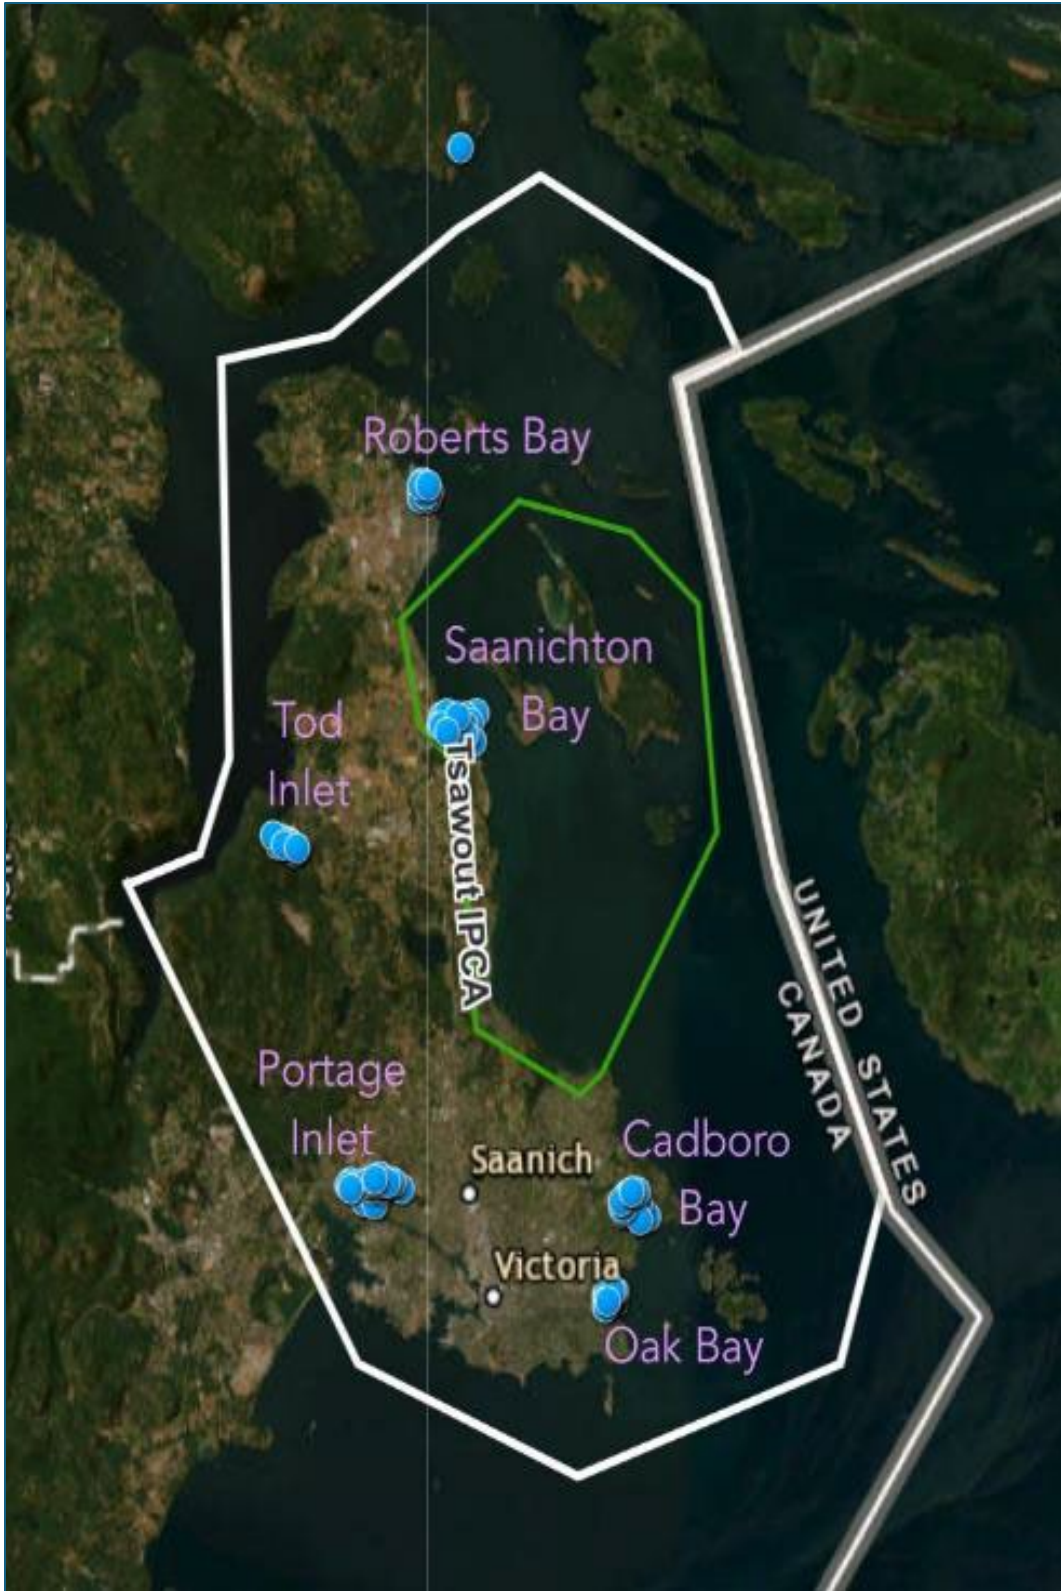 Roberts Bay
Saanichton
Bay
Tod
Inlet
Tsawout IPCA
UNITED STATES
CANADA
Portage
Inlet
Saanich
Cadboro
Bay
Victoria
Oak Bay